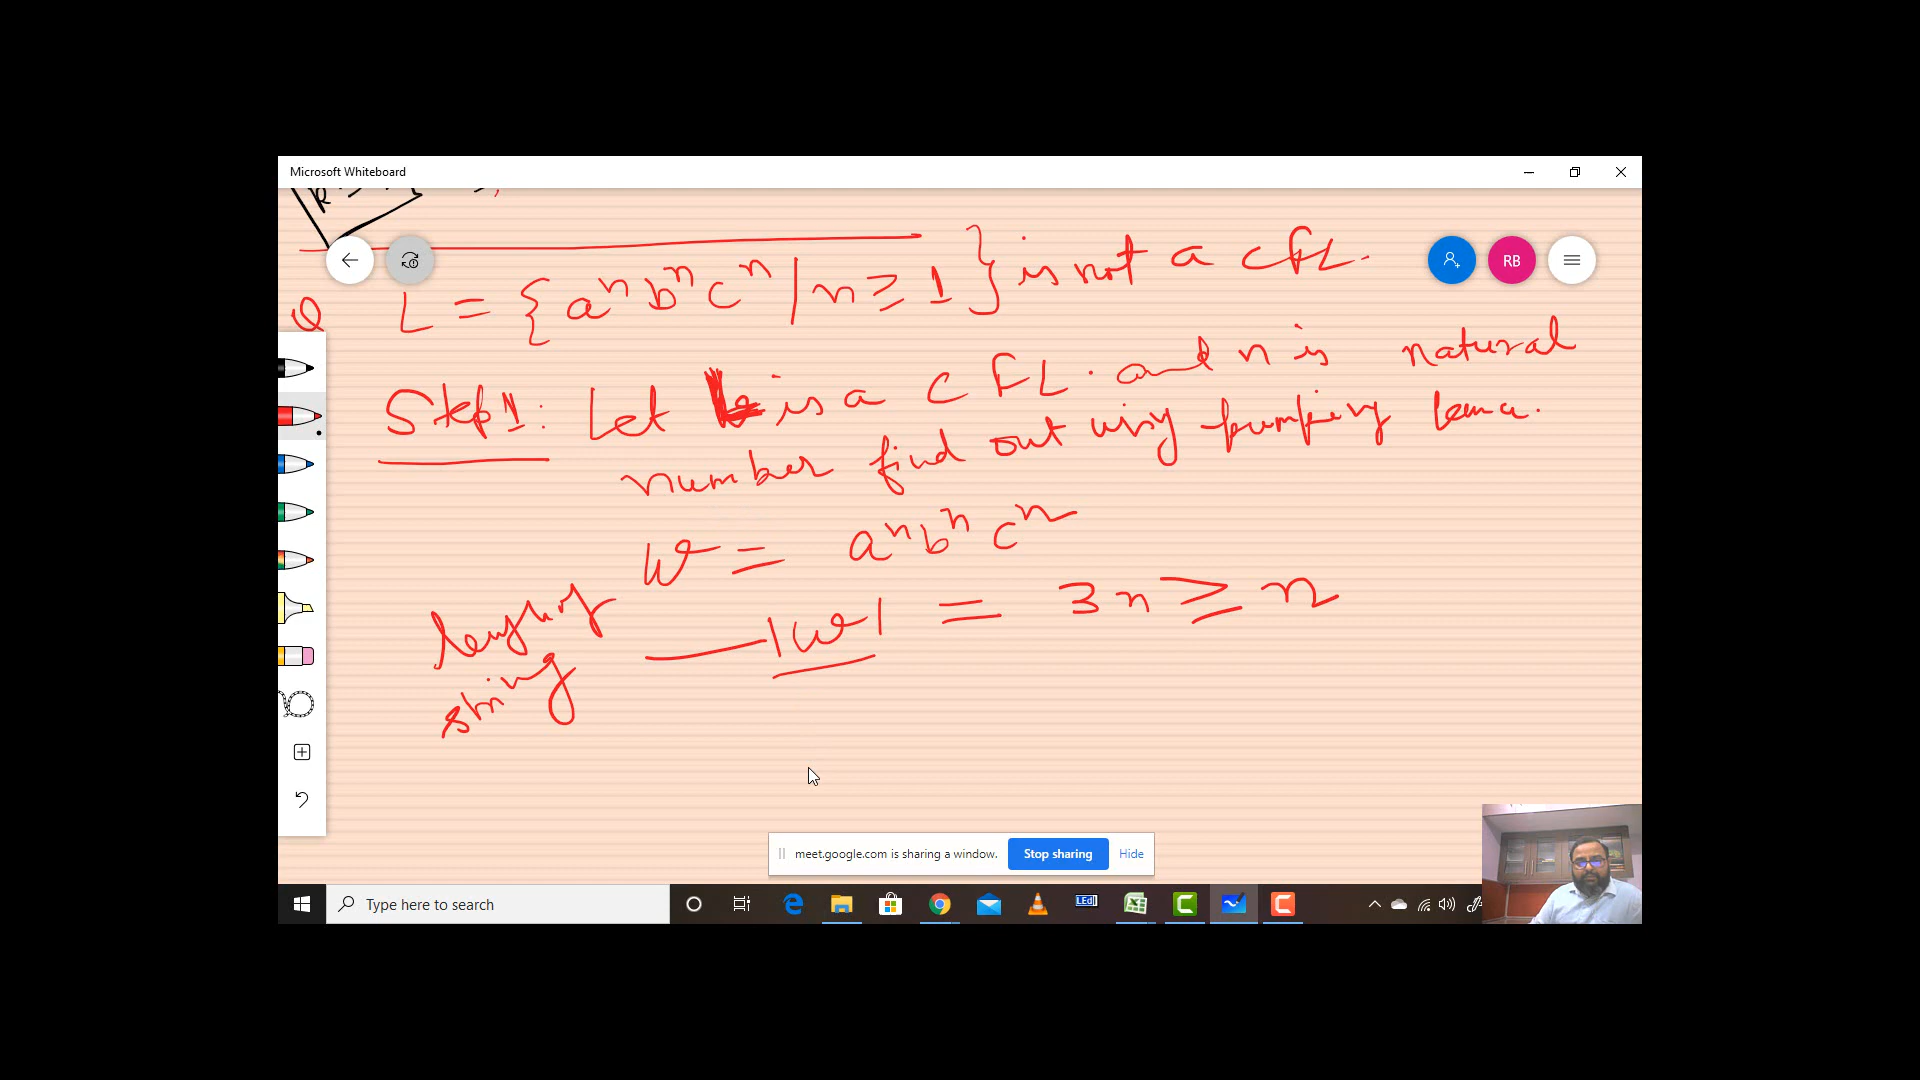 Microsoft Whiteboard
RB
Q L = { aⁿbⁿcⁿ | n ≥ 1 } is not a CFL.
Step 1: Let L is a CFL. and n is natural
number find out using pumping lema.
W = aⁿbⁿcⁿ
length of
string |w| = 3n ≥ n
meet.google.com is sharing a window. Stop sharing Hide
Type here to search
LEd